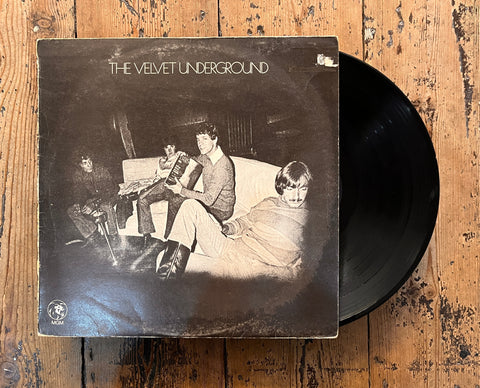 THE VELVET UNDERGROUND
MGM